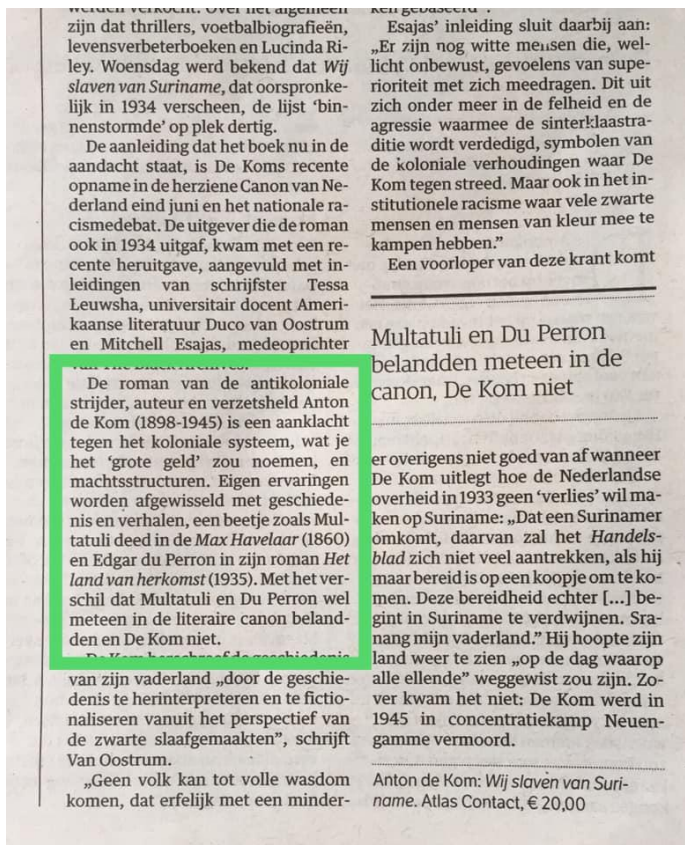 werden verkocht. Over het algemeen
zijn dat thrillers, voetbalbiografieën,
levensverbeterboeken en Lucinda Ri-
ley. Woensdag werd bekend dat Wij
slaven van Suriname, dat oorspronke-
lijk in 1934 verscheen, de lijst ‘bin-
nenstormde’ op plek dertig.
De aanleiding dat het boek nu in de
aandacht staat, is De Koms recente
opname in de herziene Canon van Ne-
derland eind juni en het nationale ra-
cismedebat. De uitgever die de roman
ook in 1934 uitgaf, kwam met een re-
cente heruitgave, aangevuld met in-
leidingen van schrijfster Tessa
Leuwsha, universitair docent Ameri-
kaanse literatuur Duco van Oostrum
en Mitchell Esajas, medeoprichter
van The Black Archives.
De roman van de antikoloniale
strijder, auteur en verzetsheld Anton
de Kom (1898-1945) is een aanklacht
tegen het koloniale systeem, wat je
het ‘grote geld’ zou noemen, en
machtsstructuren. Eigen ervaringen
worden afgewisseld met geschiede-
nis en verhalen, een beetje zoals Mul-
tatuli deed in de Max Havelaar (1860)
en Edgar du Perron in zijn roman Het
land van herkomst (1935). Met het ver-
schil dat Multatuli en Du Perron wel
meteen in de literaire canon beland-
den en De Kom niet.
De Kom herschreef de geschiedenis
van zijn vaderland „door de geschie-
denis te herinterpreteren en te fictio-
naliseren vanuit het perspectief van
de zwarte slaafgemaakten”, schrijft
Van Oostrum.
„Geen volk kan tot volle wasdom
komen, dat erfelijk met een minder-
ken gebaseerd”.
Esajas’ inleiding sluit daarbij aan:
„Er zijn nog witte mensen die, wel-
licht onbewust, gevoelens van supe-
rioriteit met zich meedragen. Dit uit
zich onder meer in de felheid en de
agressie waarmee de sinterklaastra-
ditie wordt verdedigd, symbolen van
de koloniale verhoudingen waar De
Kom tegen streed. Maar ook in het in-
stitutionele racisme waar vele zwarte
mensen en mensen van kleur mee te
kampen hebben.”
Een voorloper van deze krant komt
Multatuli en Du Perron
belandden meteen in de
canon, De Kom niet
er overigens niet goed van af wanneer
De Kom uitlegt hoe de Nederlandse
overheid in 1933 geen ‘verlies’ wil ma-
ken op Suriname: „Dat een Surinamer
omkomt, daarvan zal het Handels-
blad zich niet veel aantrekken, als hij
maar bereid is op een koopje om te ko-
men. Deze bereidheid echter [...] be-
gint in Suriname te verdwijnen. Sra-
nang mijn vaderland.” Hij hoopte zijn
land weer te zien „op de dag waarop
alle ellende” weggewist zou zijn. Zo-
ver kwam het niet: De Kom werd in
1945 in concentratiekamp Neuen-
gamme vermoord.
Anton de Kom: Wij slaven van Suri-
name. Atlas Contact, € 20,00